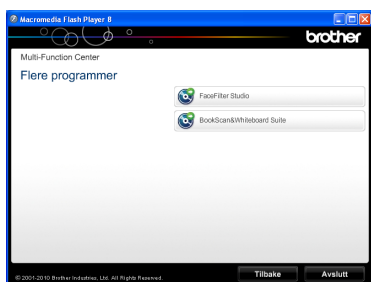 Macromedia Flash Player 8
brother
Multi-Function Center
Flere programmer
FaceFilter Studio
BookScan&Whiteboard Suite
© 2001-2010 Brother Industries, Ltd. All Rights Reserved.
Tilbake
Avslutt